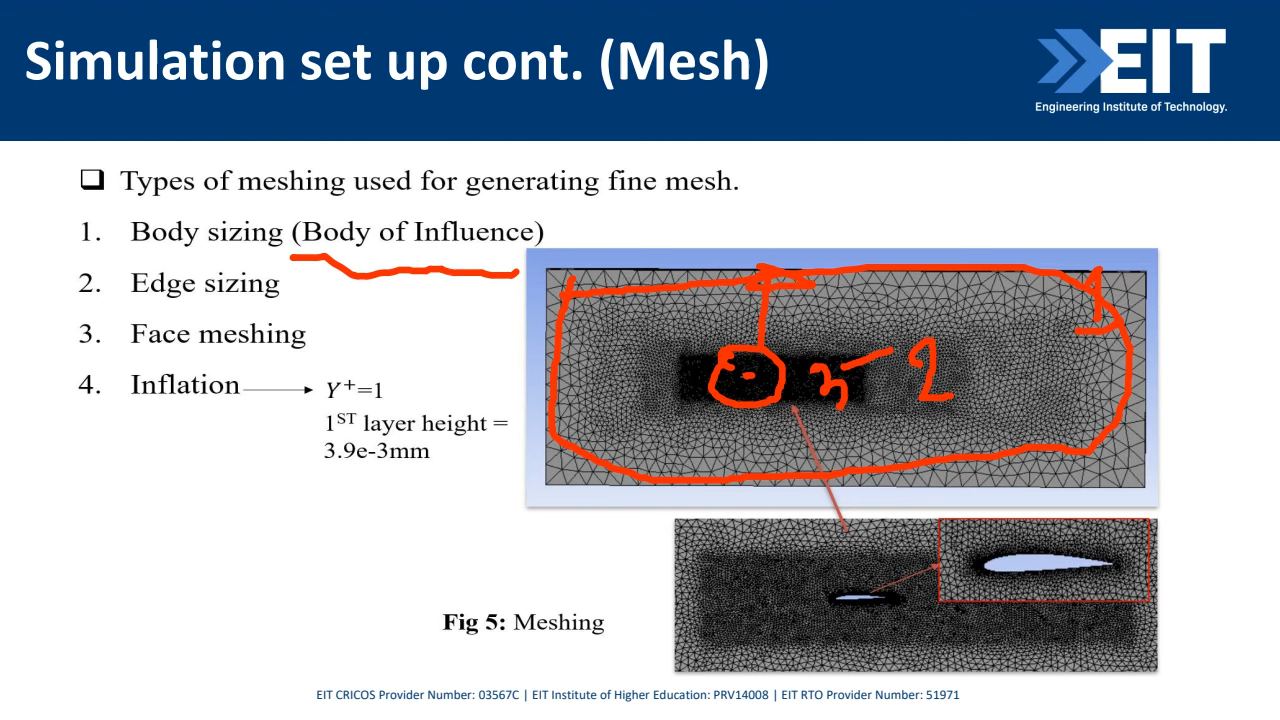 Simulation set up cont. (Mesh)
EIT
Engineering Institute of Technology.
Types of meshing used for generating fine mesh.
1. Body sizing (Body of Influence)
2. Edge sizing
3. Face meshing
4. Inflation
Y+=1
1ST layer height =
3.9e-3mm
1
3
2
Fig 5: Meshing
EIT CRICOS Provider Number: 03567C | EIT Institute of Higher Education: PRV14008 | EIT RTO Provider Number: 51971